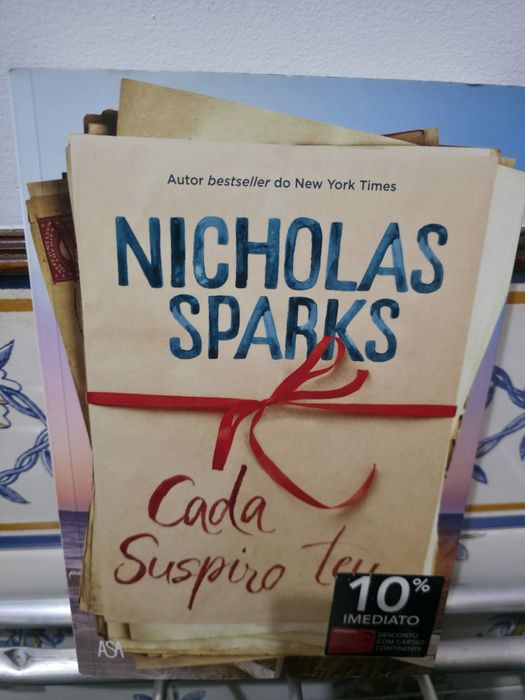 Autor bestseller do New York Times
NICHOLAS
SPARKS
Cada
Suspiro teu
10%
IMEDIATO
DESCONTO
COM CARTÃO
CONTINENTE
ASA